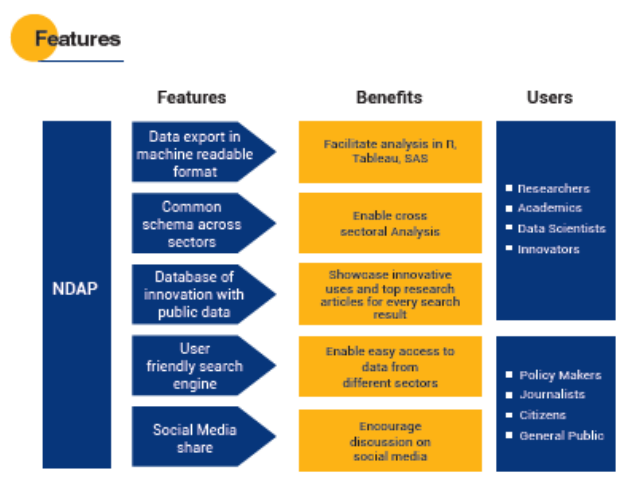 Features
Features
Benefits
Users
NDAP
Data export in
machine readable
format
Facilitate analysis in
Tableau, SAS
Common
schema across
sectors
Enable cross
sectoral Analysis
Database of
innovation with
public data
Showcase innovative
uses and top research
articles for every search
result
User
friendly search
engine
Enable easy access to
data from
different sectors
Social Media
share
Encourage
discussion on
social media
Researchers
Academics
Data Scientists
Innovators
Policy Makers
Journalists
Citizens
General Public